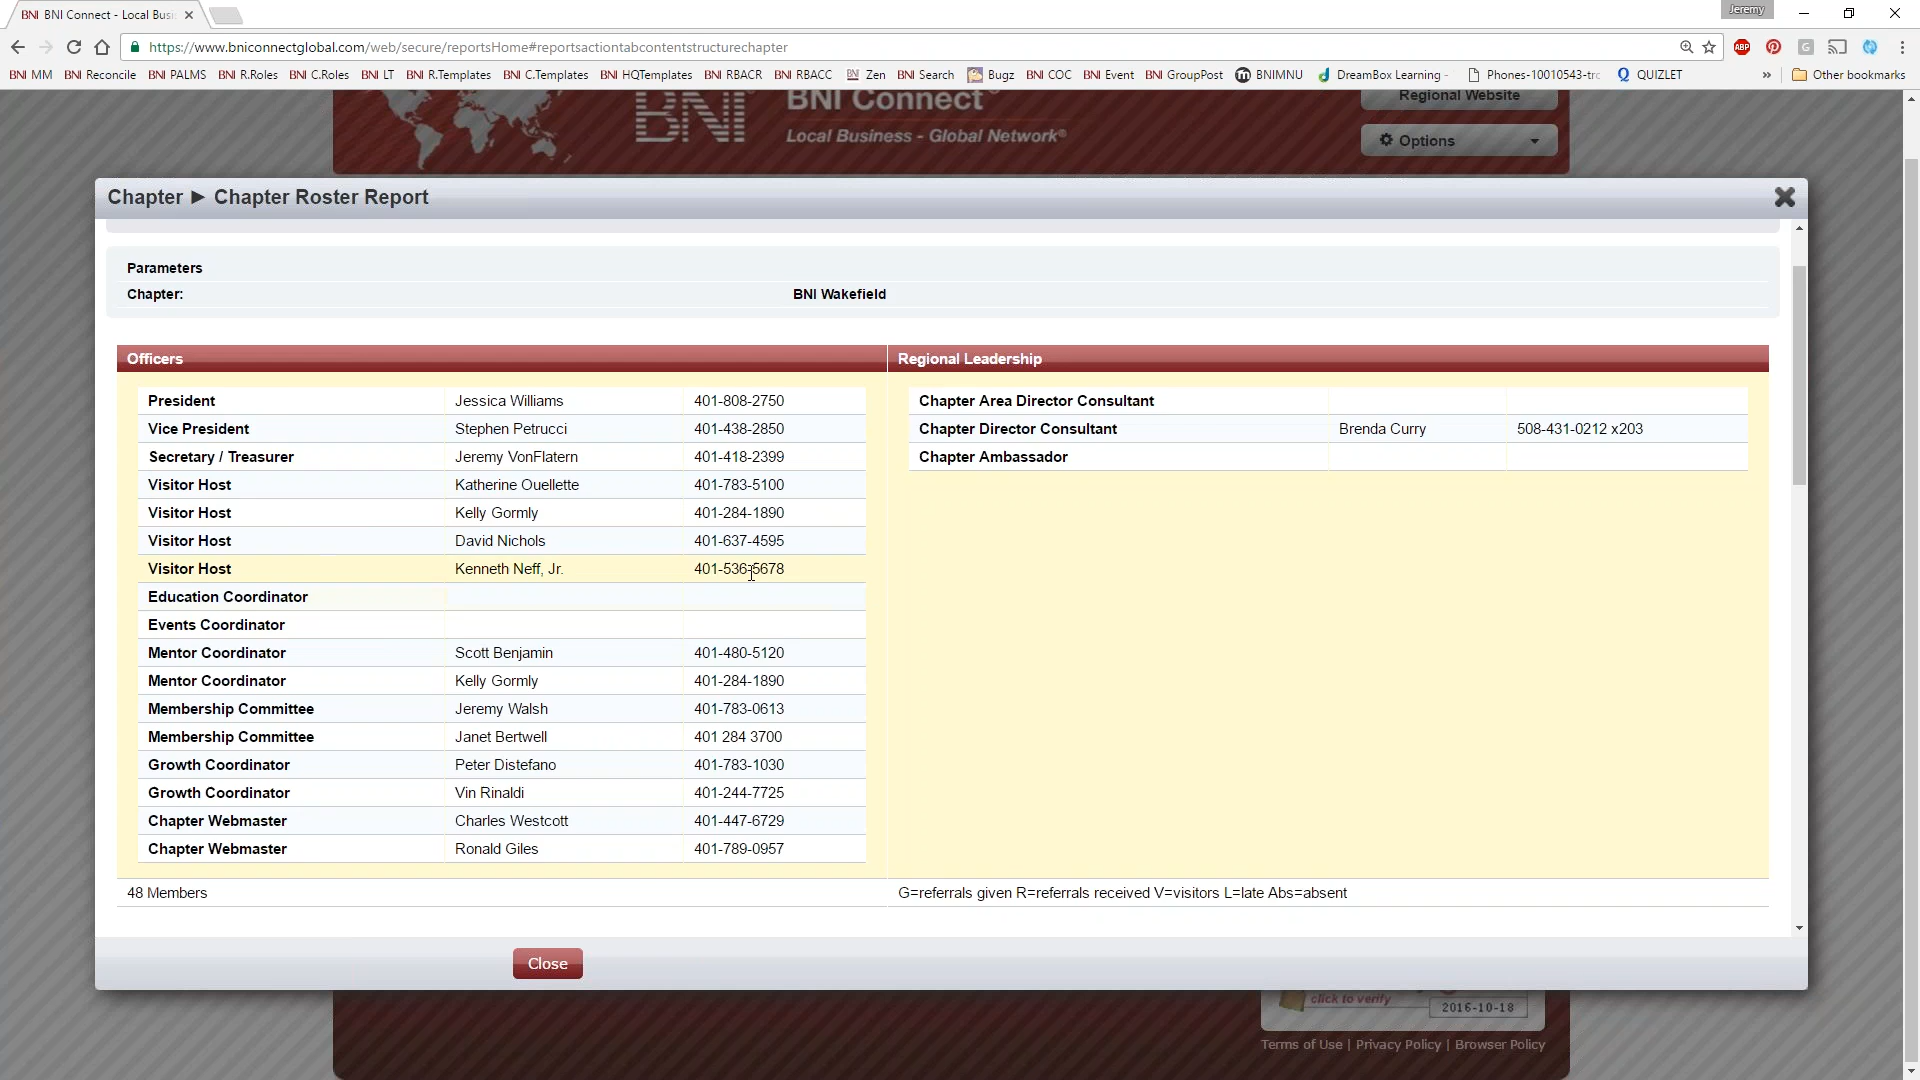 BNI BNI Connect - Local Busi
Jeremy
https://www.bniconnectglobal.com/web/secure/reportsHome#reportsactiontabcontentstructurechapter
BNI MM BNI Reconcile BNI PALMS BNI R.Roles BNI C.Roles BNI LT BNI R.Templates BNI C.Templates BNI HQTemplates BNI RBACR BNI RBACC BNI Zen BNI Search Bugz BNI COC BNI Event BNI GroupPost BNIMNU DreamBox Learning - Phones-10010543-trc QUIZLET » Other bookmarks
BNI BNI Connect®
Local Business - Global Network®
Regional Website
Options
Chapter ► Chapter Roster Report
Parameters
Chapter: BNI Wakefield
Officers Regional Leadership
President Jessica Williams 401-808-2750 Chapter Area Director Consultant
Vice President Stephen Petrucci 401-438-2850 Chapter Director Consultant Brenda Curry 508-431-0212 x203
Secretary / Treasurer Jeremy VonFlatern 401-418-2399 Chapter Ambassador
Visitor Host Katherine Ouellette 401-783-5100
Visitor Host Kelly Gormly 401-284-1890
Visitor Host David Nichols 401-637-4595
Visitor Host Kenneth Neff, Jr. 401-536-5678
Education Coordinator
Events Coordinator
Mentor Coordinator Scott Benjamin 401-480-5120
Mentor Coordinator Kelly Gormly 401-284-1890
Membership Committee Jeremy Walsh 401-783-0613
Membership Committee Janet Bertwell 401 284 3700
Growth Coordinator Peter Distefano 401-783-1030
Growth Coordinator Vin Rinaldi 401-244-7725
Chapter Webmaster Charles Westcott 401-447-6729
Chapter Webmaster Ronald Giles 401-789-0957
48 Members G=referrals given R=referrals received V=visitors L=late Abs=absent
Close
click to verify
2016-10-18
Terms of Use | Privacy Policy | Browser Policy